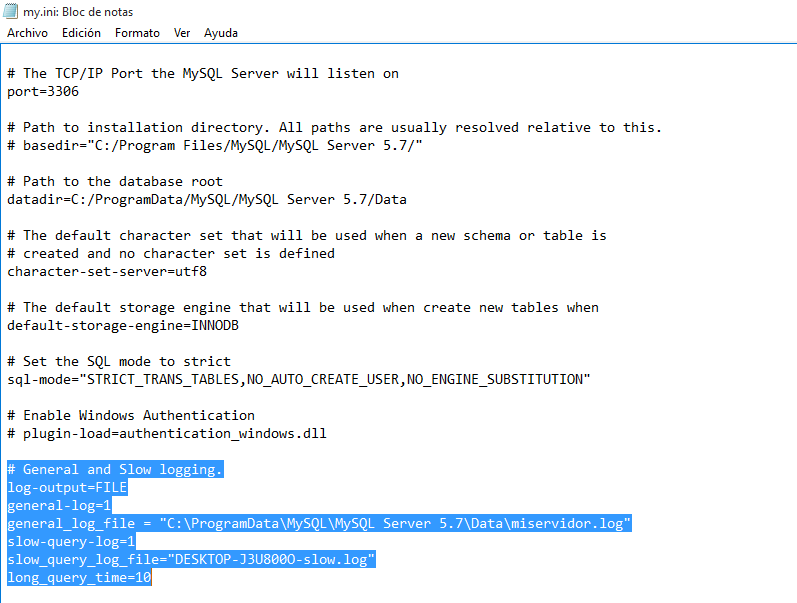 my.ini: Bloc de notas
Archivo Edición Formato Ver Ayuda
# The TCP/IP Port the MySQL Server will listen on
port=3306
# Path to installation directory. All paths are usually resolved relative to this.
# basedir="C:/Program Files/MySQL/MySQL Server 5.7/"
# Path to the database root
datadir=C:/ProgramData/MySQL/MySQL Server 5.7/Data
# The default character set that will be used when a new schema or table is
# created and no character set is defined
character-set-server=utf8
# The default storage engine that will be used when create new tables when
default-storage-engine=INNODB
# Set the SQL mode to strict
sql-mode="STRICT_TRANS_TABLES,NO_AUTO_CREATE_USER,NO_ENGINE_SUBSTITUTION"
# Enable Windows Authentication
# plugin-load=authentication_windows.dll
# General and Slow logging.
log-output=FILE
general-log=1
general_log_file = "C:\ProgramData\MySQL\MySQL Server 5.7\Data\miservidor.log"
slow-query-log=1
slow_query_log_file="DESKTOP-J3U800O-slow.log"
long_query_time=10